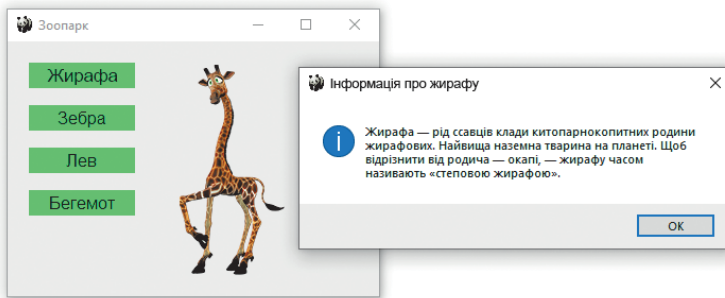 Зоопарк
Жирафа
Зебра
Лев
Бегемот
Інформація про жирафу
Жирафа — рід ссавців клади китопарнокопитних родини
жирафових. Найвища наземна тварина на планеті. Щоб
відрізнити від родича — окапі, — жирафу часом
називають «степовою жирафою».
OK